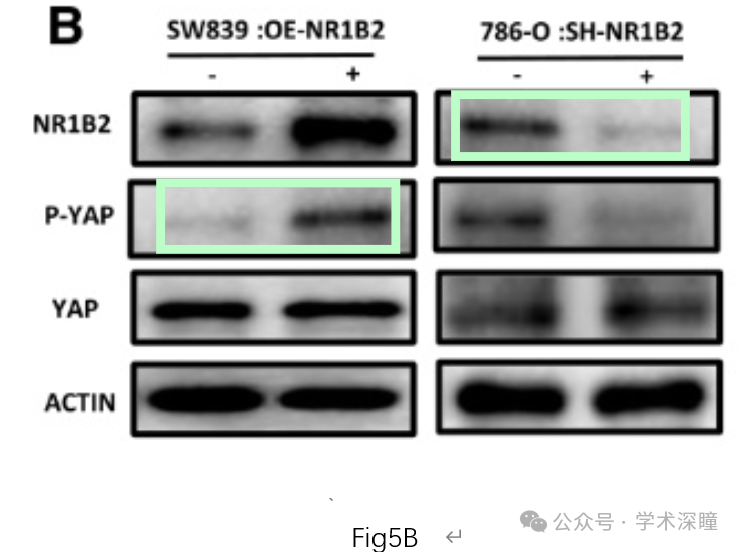 B
SW839 :OE-NR1B2
786-O :SH-NR1B2
- +
- +
NR1B2
P-YAP
YAP
ACTIN
Fig5B ↵
公众号 · 学术深瞳